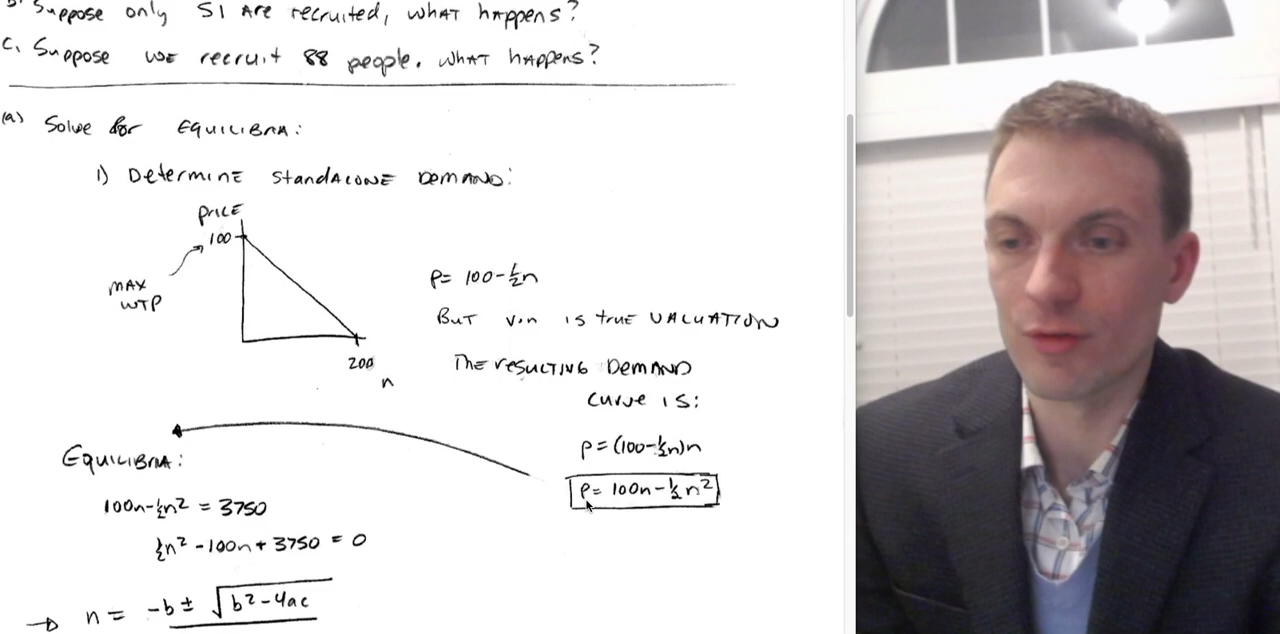 b. Suppose only 51 are recruited, what happens?
c. Suppose we recruit 88 people. what happens?
(a) Solve for EQUILIBRIA:
1) Determine standalone Demand:
price
100
MAX
WTP
200
n
p= 100-½n
But v·n is true VALUATION
The resulting Demand
curve is:
p=(100-½n)n
p= 100n-½n²
EQUILIBRIA:
100n-½n² = 3750
½n² -100n+3750 = 0
→ n = -b ± √b²-4ac